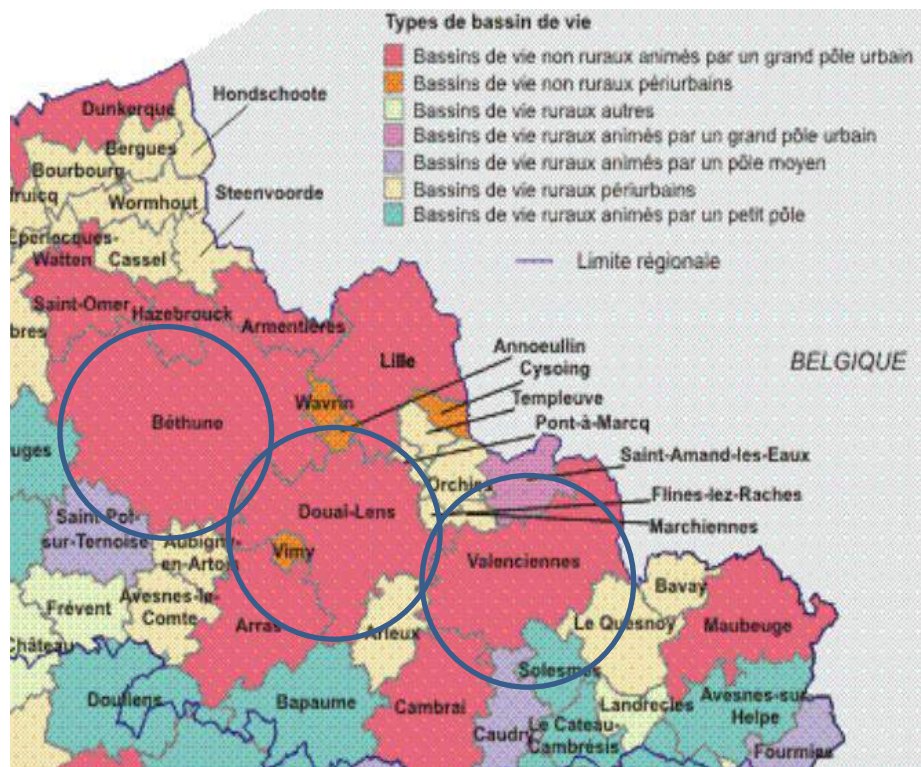 Types de bassin de vie
Bassins de vie non ruraux animés par un grand pôle urbain
Bassins de vie non ruraux périurbains
Bassins de vie ruraux autres
Bassins de vie ruraux animés par un grand pôle urbain
Bassins de vie ruraux animés par un pôle moyen
Bassins de vie ruraux périurbains
Bassins de vie ruraux animés par un petit pôle
Limite régionale
Hondschoote
Dunkerque
Bergues
Bourbourg
ruicq
Wormhout
Steenvoorde
Eperlecques-
Watten
Cassel
Saint-Omer
Hazebrouck
Armentières
bres
Lille
Annoeullin
Cysoing
BELGIQUE
Templeuve
Wavrin
Béthune
Pont-à-Marcq
uges
Saint-Amand-les-Eaux
Orchies
Flines-lez-Raches
Douai-Lens
Marchiennes
Saint-Pol-
sur-Ternoise
Aubigny-
en-Artois
Vimy
Valenciennes
Bavay
Frévent
Avesnes-le-
Comte
Arras
Arleux
Le Quesnoy
Maubeuge
Château
Solesmes
Doullens
Bapaume
Cambrai
Landrecies
Avesnes-sur-
Helpe
Caudry
Le Cateau-
Cambrésis
Fourmies